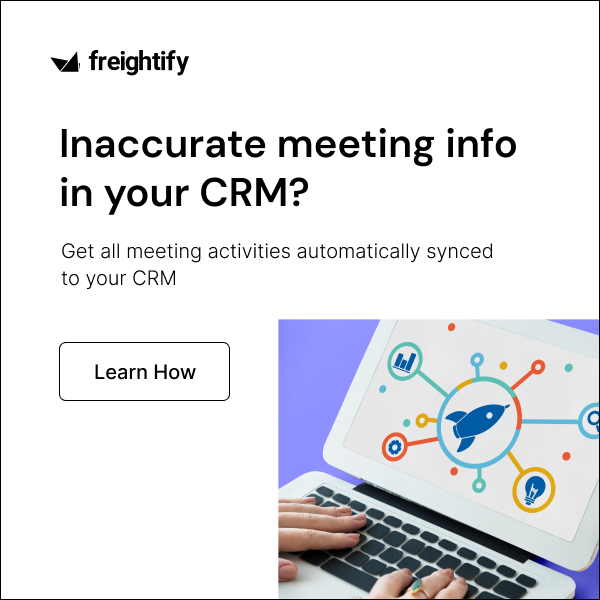 freightify
Inaccurate meeting info
in your CRM?
Get all meeting activities automatically synced
to your CRM
Learn How